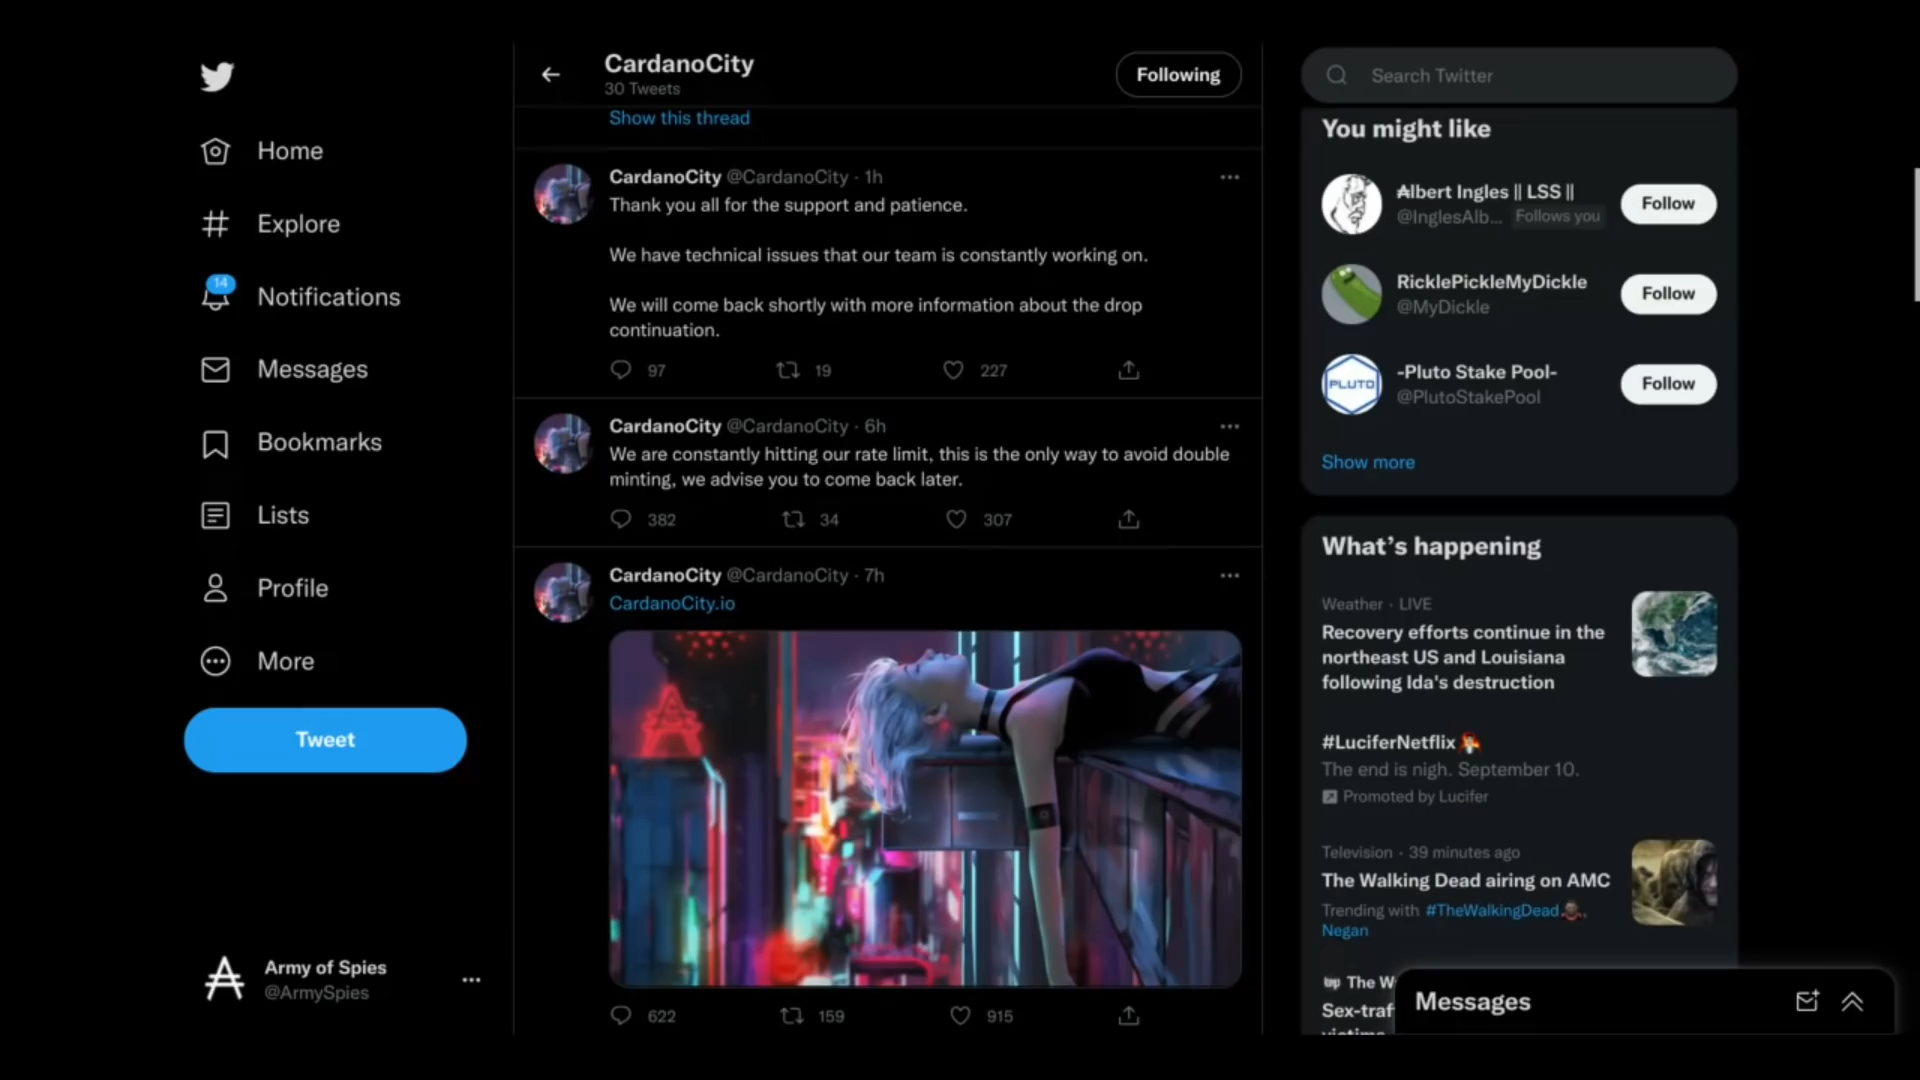 Home
Explore
14
Notifications
Messages
Bookmarks
Lists
Profile
More
Tweet
Army of Spies
@ArmySpies
CardanoCity
30 Tweets
Following
Show this thread
CardanoCity @CardanoCity · 1h
Thank you all for the support and patience.
We have technical issues that our team is constantly working on.
We will come back shortly with more information about the drop
continuation.
97 19 227
CardanoCity @CardanoCity · 6h
We are constantly hitting our rate limit, this is the only way to avoid double
minting, we advise you to come back later.
382 34 307
CardanoCity @CardanoCity · 7h
CardanoCity.io
622 159 915
Search Twitter
You might like
₳lbert Ingles || LSS ||
@InglesAlb... Follows you
Follow
RicklePickleMyDickle
@MyDickle
Follow
PLUTO
-Pluto Stake Pool-
@PlutoStakePool
Follow
Show more
What's happening
Weather · LIVE
Recovery efforts continue in the
northeast US and Louisiana
following Ida's destruction
#LuciferNetflix
The end is nigh. September 10.
Promoted by Lucifer
Television · 39 minutes ago
The Walking Dead airing on AMC
Trending with #TheWalkingDead,
Negan
wp The W
Sex-traf
Messages